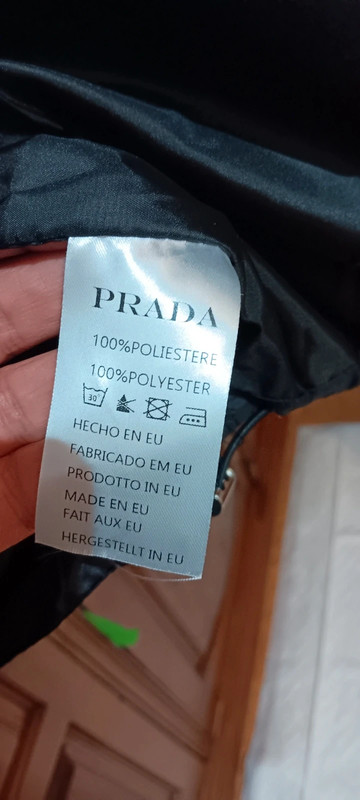 PRADA
100%POLIESTERE
100%POLYESTER
30°
HECHO EN EU
FABRICADO EM EU
PRODOTTO IN EU
MADE EN EU
FAIT AUX EU
HERGESTELLT IN EU